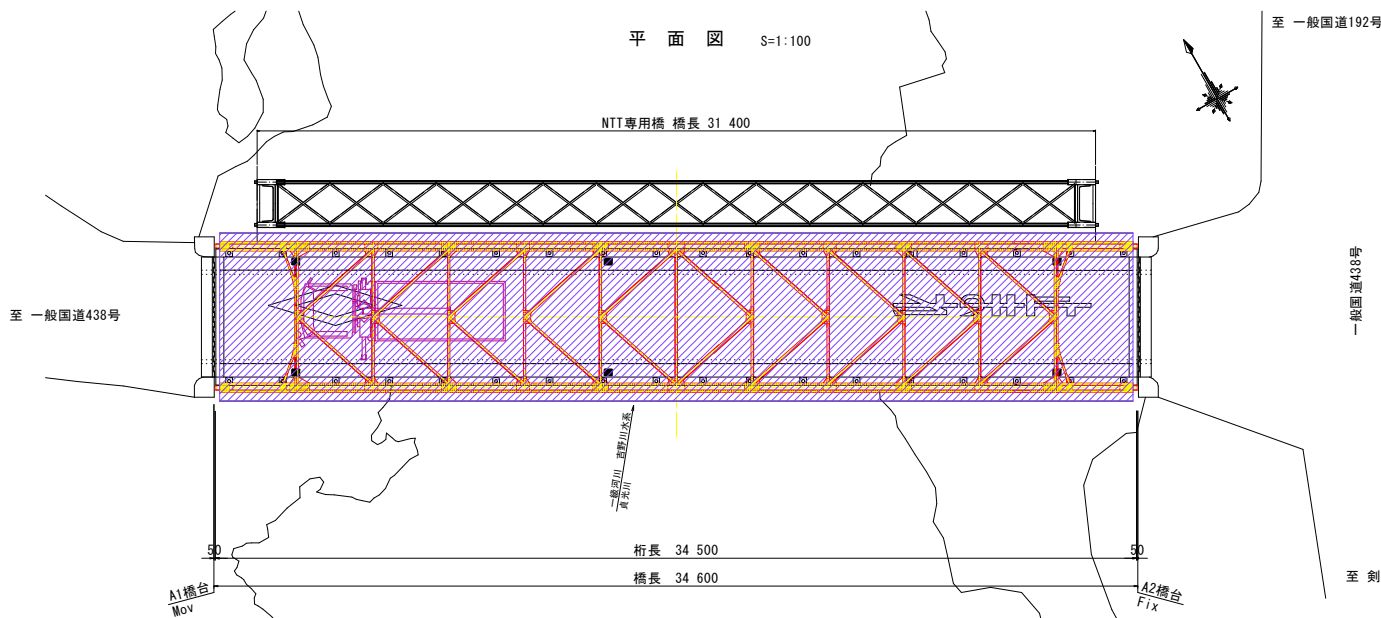 平 面 図 S=1:100
至 一般国道192号
NTT専用橋 橋長 31 400
至 一般国道438号
一般国道438号
一級河川 吉野川水系
貞光川
50
桁長 34 500
50
橋長 34 600
A1橋台
Mov
A2橋台
Fix
至 剣